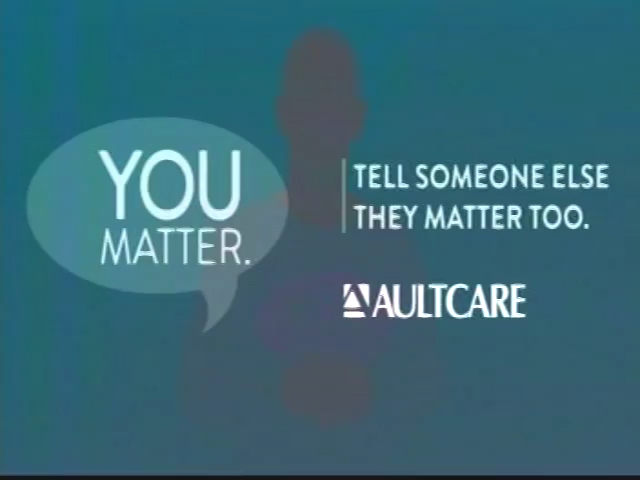 YOU
MATTER.
TELL SOMEONE ELSE
THEY MATTER TOO.
AULTCARE